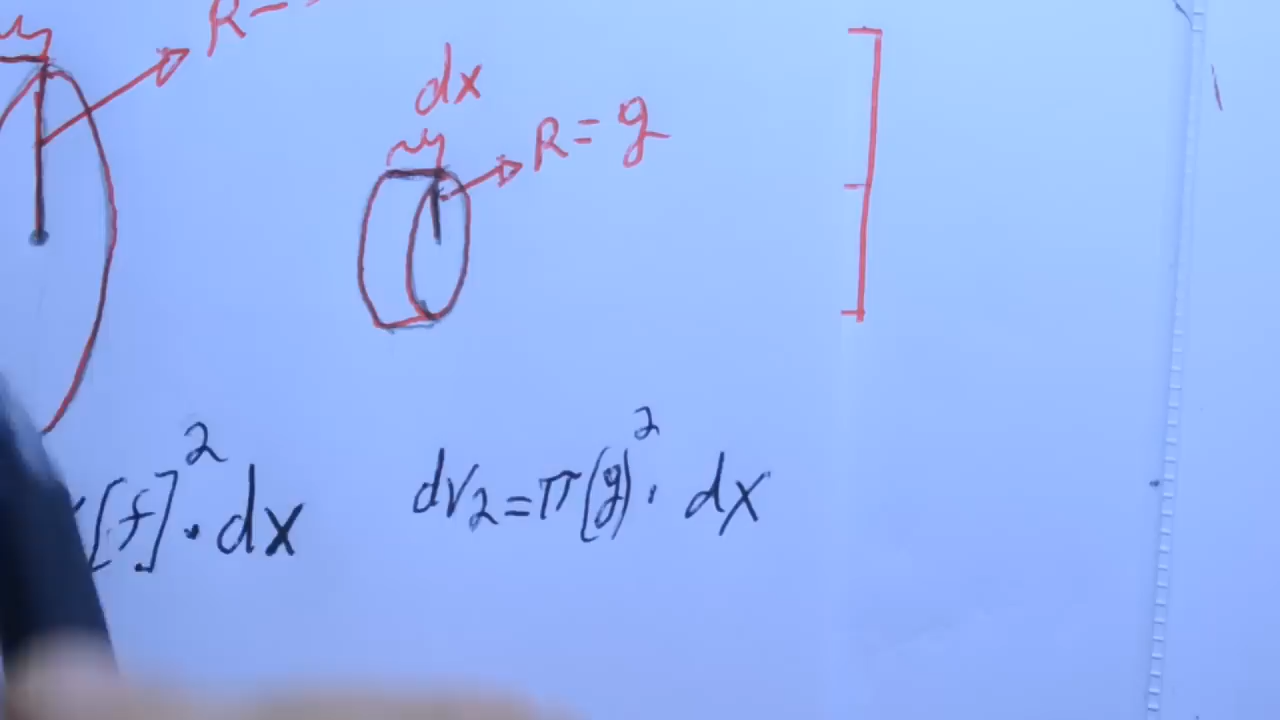 R=
dx
R= g
[f]² · dx
dv₂ = π(g)² · dx